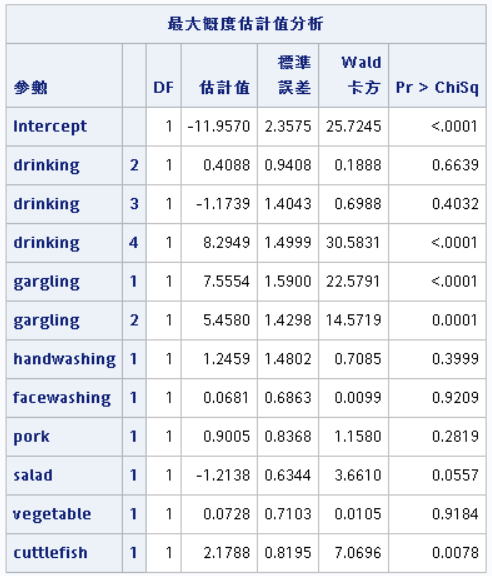 最大概度估計值分析
參數 DF 估計值 標準誤差 Wald 卡方 Pr > ChiSq
Intercept 1 -11.9570 2.3575 25.7245 <.0001
drinking 2 1 0.4088 0.9408 0.1888 0.6639
drinking 3 1 -1.1739 1.4043 0.6988 0.4032
drinking 4 1 8.2949 1.4999 30.5831 <.0001
gargling 1 1 7.5554 1.5900 22.5791 <.0001
gargling 2 1 5.4580 1.4298 14.5719 0.0001
handwashing 1 1 1.2459 1.4802 0.7085 0.3999
facewashing 1 1 0.0681 0.6863 0.0099 0.9209
pork 1 1 0.9005 0.8368 1.1580 0.2819
salad 1 1 -1.2138 0.6344 3.6610 0.0557
vegetable 1 1 0.0728 0.7103 0.0105 0.9184
cuttlefish 1 1 2.1788 0.8195 7.0696 0.0078